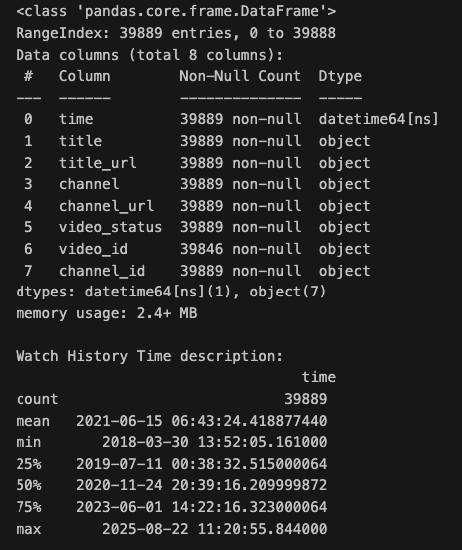 <class 'pandas.core.frame.DataFrame'>
RangeIndex: 39889 entries, 0 to 39888
Data columns (total 8 columns):
 #   Column        Non-Null Count  Dtype
---  ------        --------------  -----
 0   time          39889 non-null  datetime64[ns]
 1   title         39889 non-null  object
 2   title_url     39889 non-null  object
 3   channel       39889 non-null  object
 4   channel_url   39889 non-null  object
 5   video_status  39889 non-null  object
 6   video_id      39846 non-null  object
 7   channel_id    39889 non-null  object
dtypes: datetime64[ns](1), object(7)
memory usage: 2.4+ MB

Watch History Time description:
                                time
count                          39889
mean   2021-06-15 06:43:24.418877440
min       2018-03-30 13:52:05.161000
25%    2019-07-11 00:38:32.515000064
50%    2020-11-24 20:39:16.209999872
75%    2023-06-01 14:22:16.323000064
max       2025-08-22 11:20:55.844000